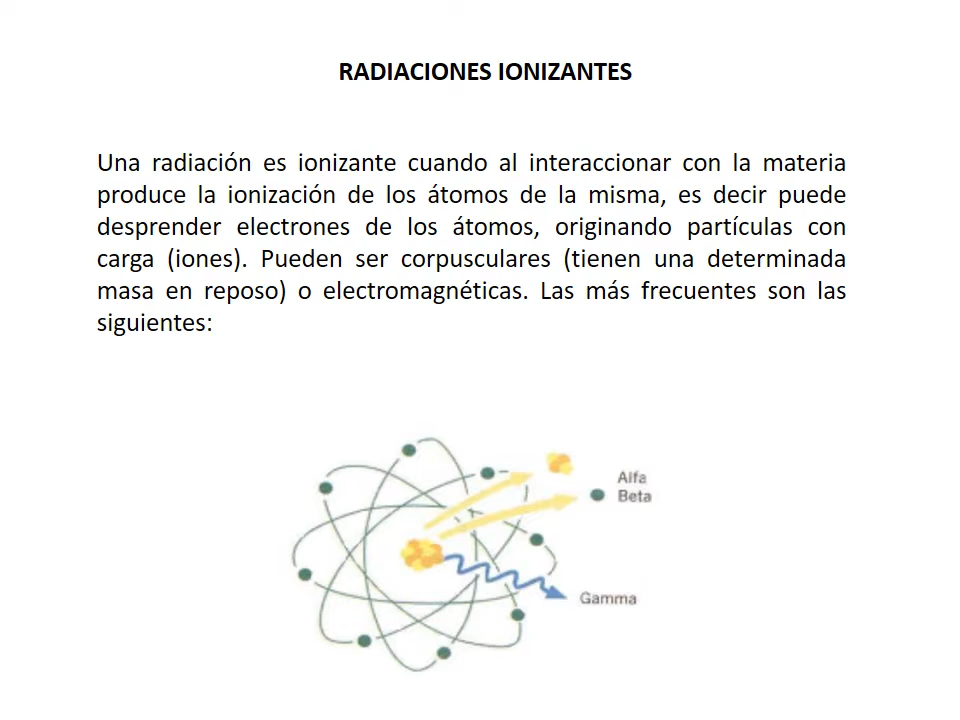 RADIACIONES IONIZANTES
Una radiación es ionizante cuando al interaccionar con la materia
produce la ionización de los átomos de la misma, es decir puede
desprender electrones de los átomos, originando partículas con
carga (iones). Pueden ser corpusculares (tienen una determinada
masa en reposo) o electromagnéticas. Las más frecuentes son las
siguientes:
Alfa
Beta
Gamma